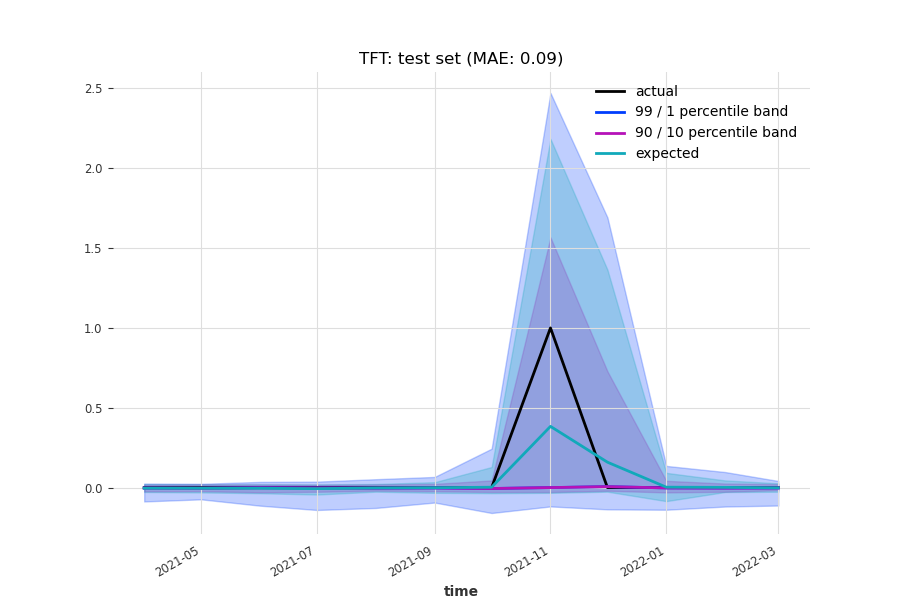 TFT: test set (MAE: 0.09)
actual
99 / 1 percentile band
90 / 10 percentile band
expected
2.5
2.0
1.5
1.0
0.5
0.0
2021-05
2021-07
2021-09
2021-11
2022-01
2022-03
time